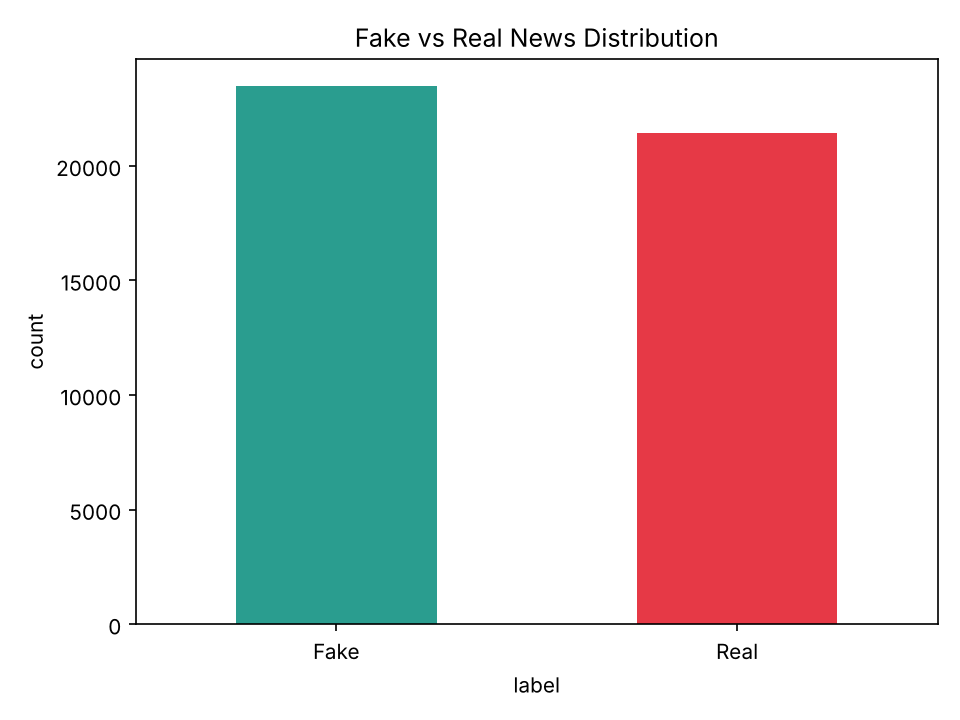 Fake vs Real News Distribution
20000
15000
10000
5000
0
count
Fake Real
label